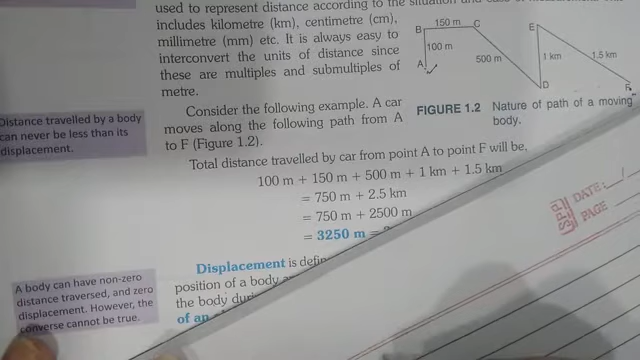 used to represent distance according to the situation and
includes kilometre (km), centimetre (cm),
millimetre (mm) etc. It is always easy to
interconvert the units of distance since
these are multiples and submultiples of
metre.
B 150 m C
100 m
A
500 m
E
1 km
1.5 km
D
FIGURE 1.2 Nature of path of a moving
body.
Distance travelled by a body
can never be less than its
displacement.
Consider the following example. A car
moves along the following path from A
to F (Figure 1.2).
Total distance travelled by car from point A to point F will be,
100 m + 150 m + 500 m + 1 km + 1.5 km
= 750 m + 2.5 km
= 750 m + 2500 m
= 3250 m =
Displacement is
position of a body
the body
of an
A body can have non-zero
distance traversed, and zero
displacement. However, the
converse cannot be true.
DATE: / 
PAGE